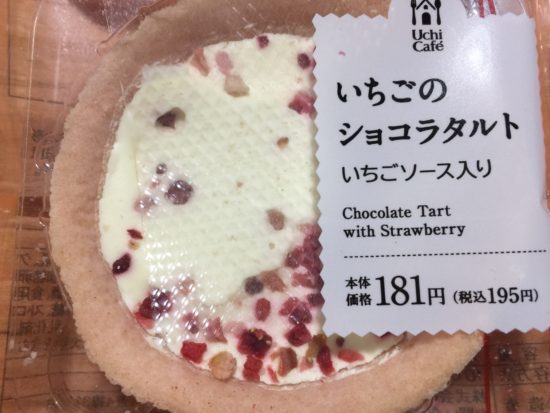 Uchi
Café
いちごの
ショコラタルト
いちごソース入り
Chocolate Tart
with Strawberry
本体
価格 181円 (税込195円)